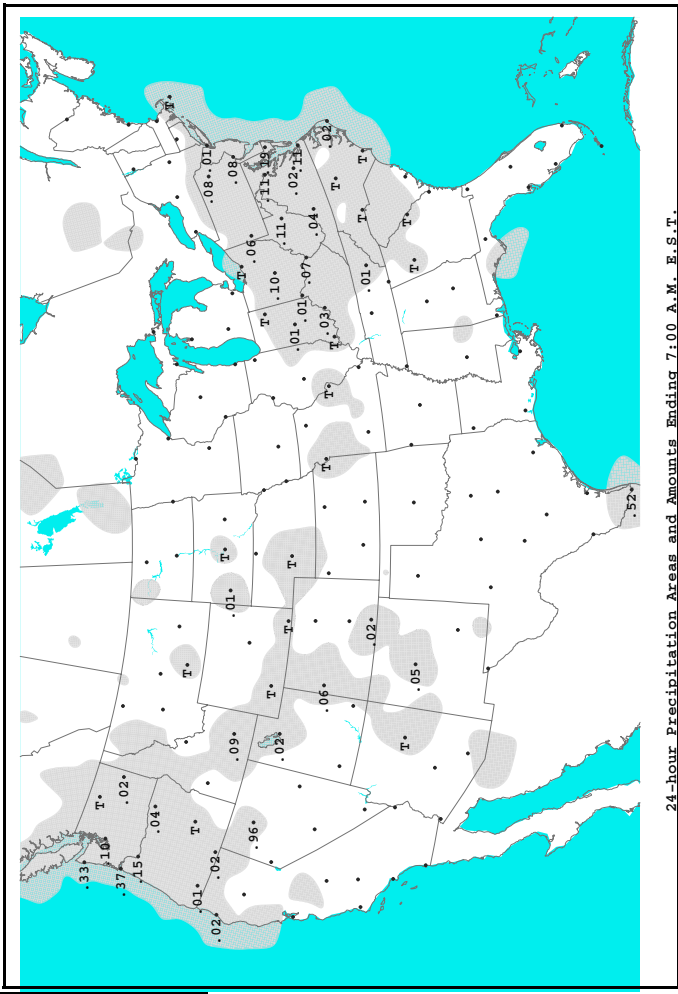 .33
T
.10
.37
.02
.15
.04
T
T
T
.01
.01
.08
.02
.02
T
.01
.08
.09
T
.06
.96
T
.11
.19
T
.10
.02
.11
T
T
.02
.01
.11
.01
.07
.04
.06
.03
T
.02
T
T
T
T
T
.01
.02
T
T
T
.05
.52
24-hour Precipitation Areas and Amounts Ending 7:00 A.M. E.S.T.